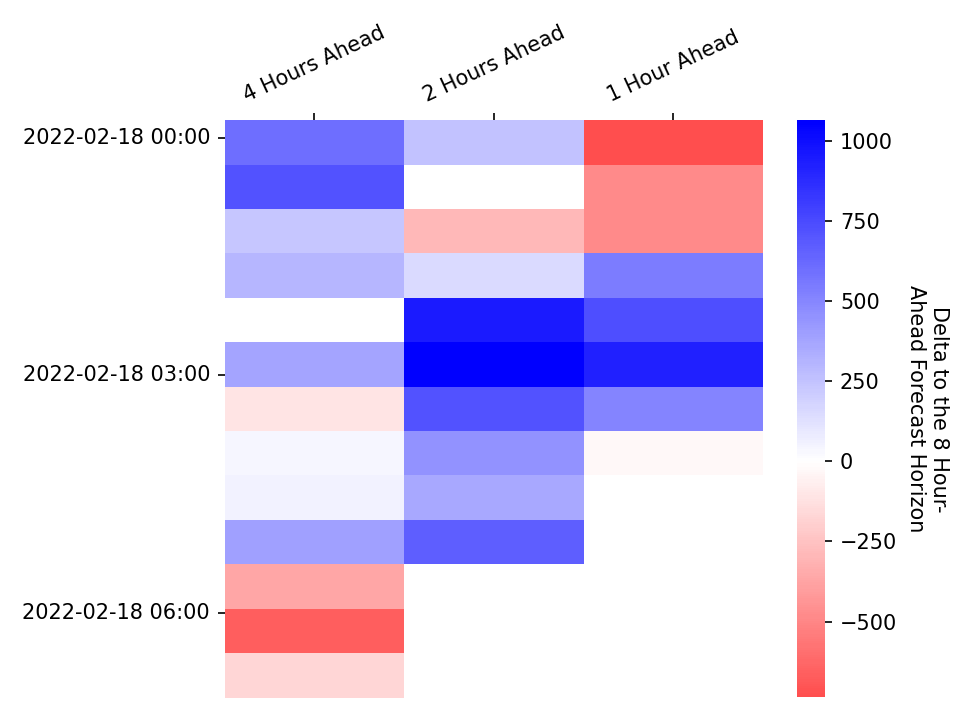 4 Hours Ahead
2 Hours Ahead
1 Hour Ahead
2022-02-18 00:00
2022-02-18 03:00
2022-02-18 06:00
1000
750
500
250
0
−250
−500
Delta to the 8 Hour-
Ahead Forecast Horizon